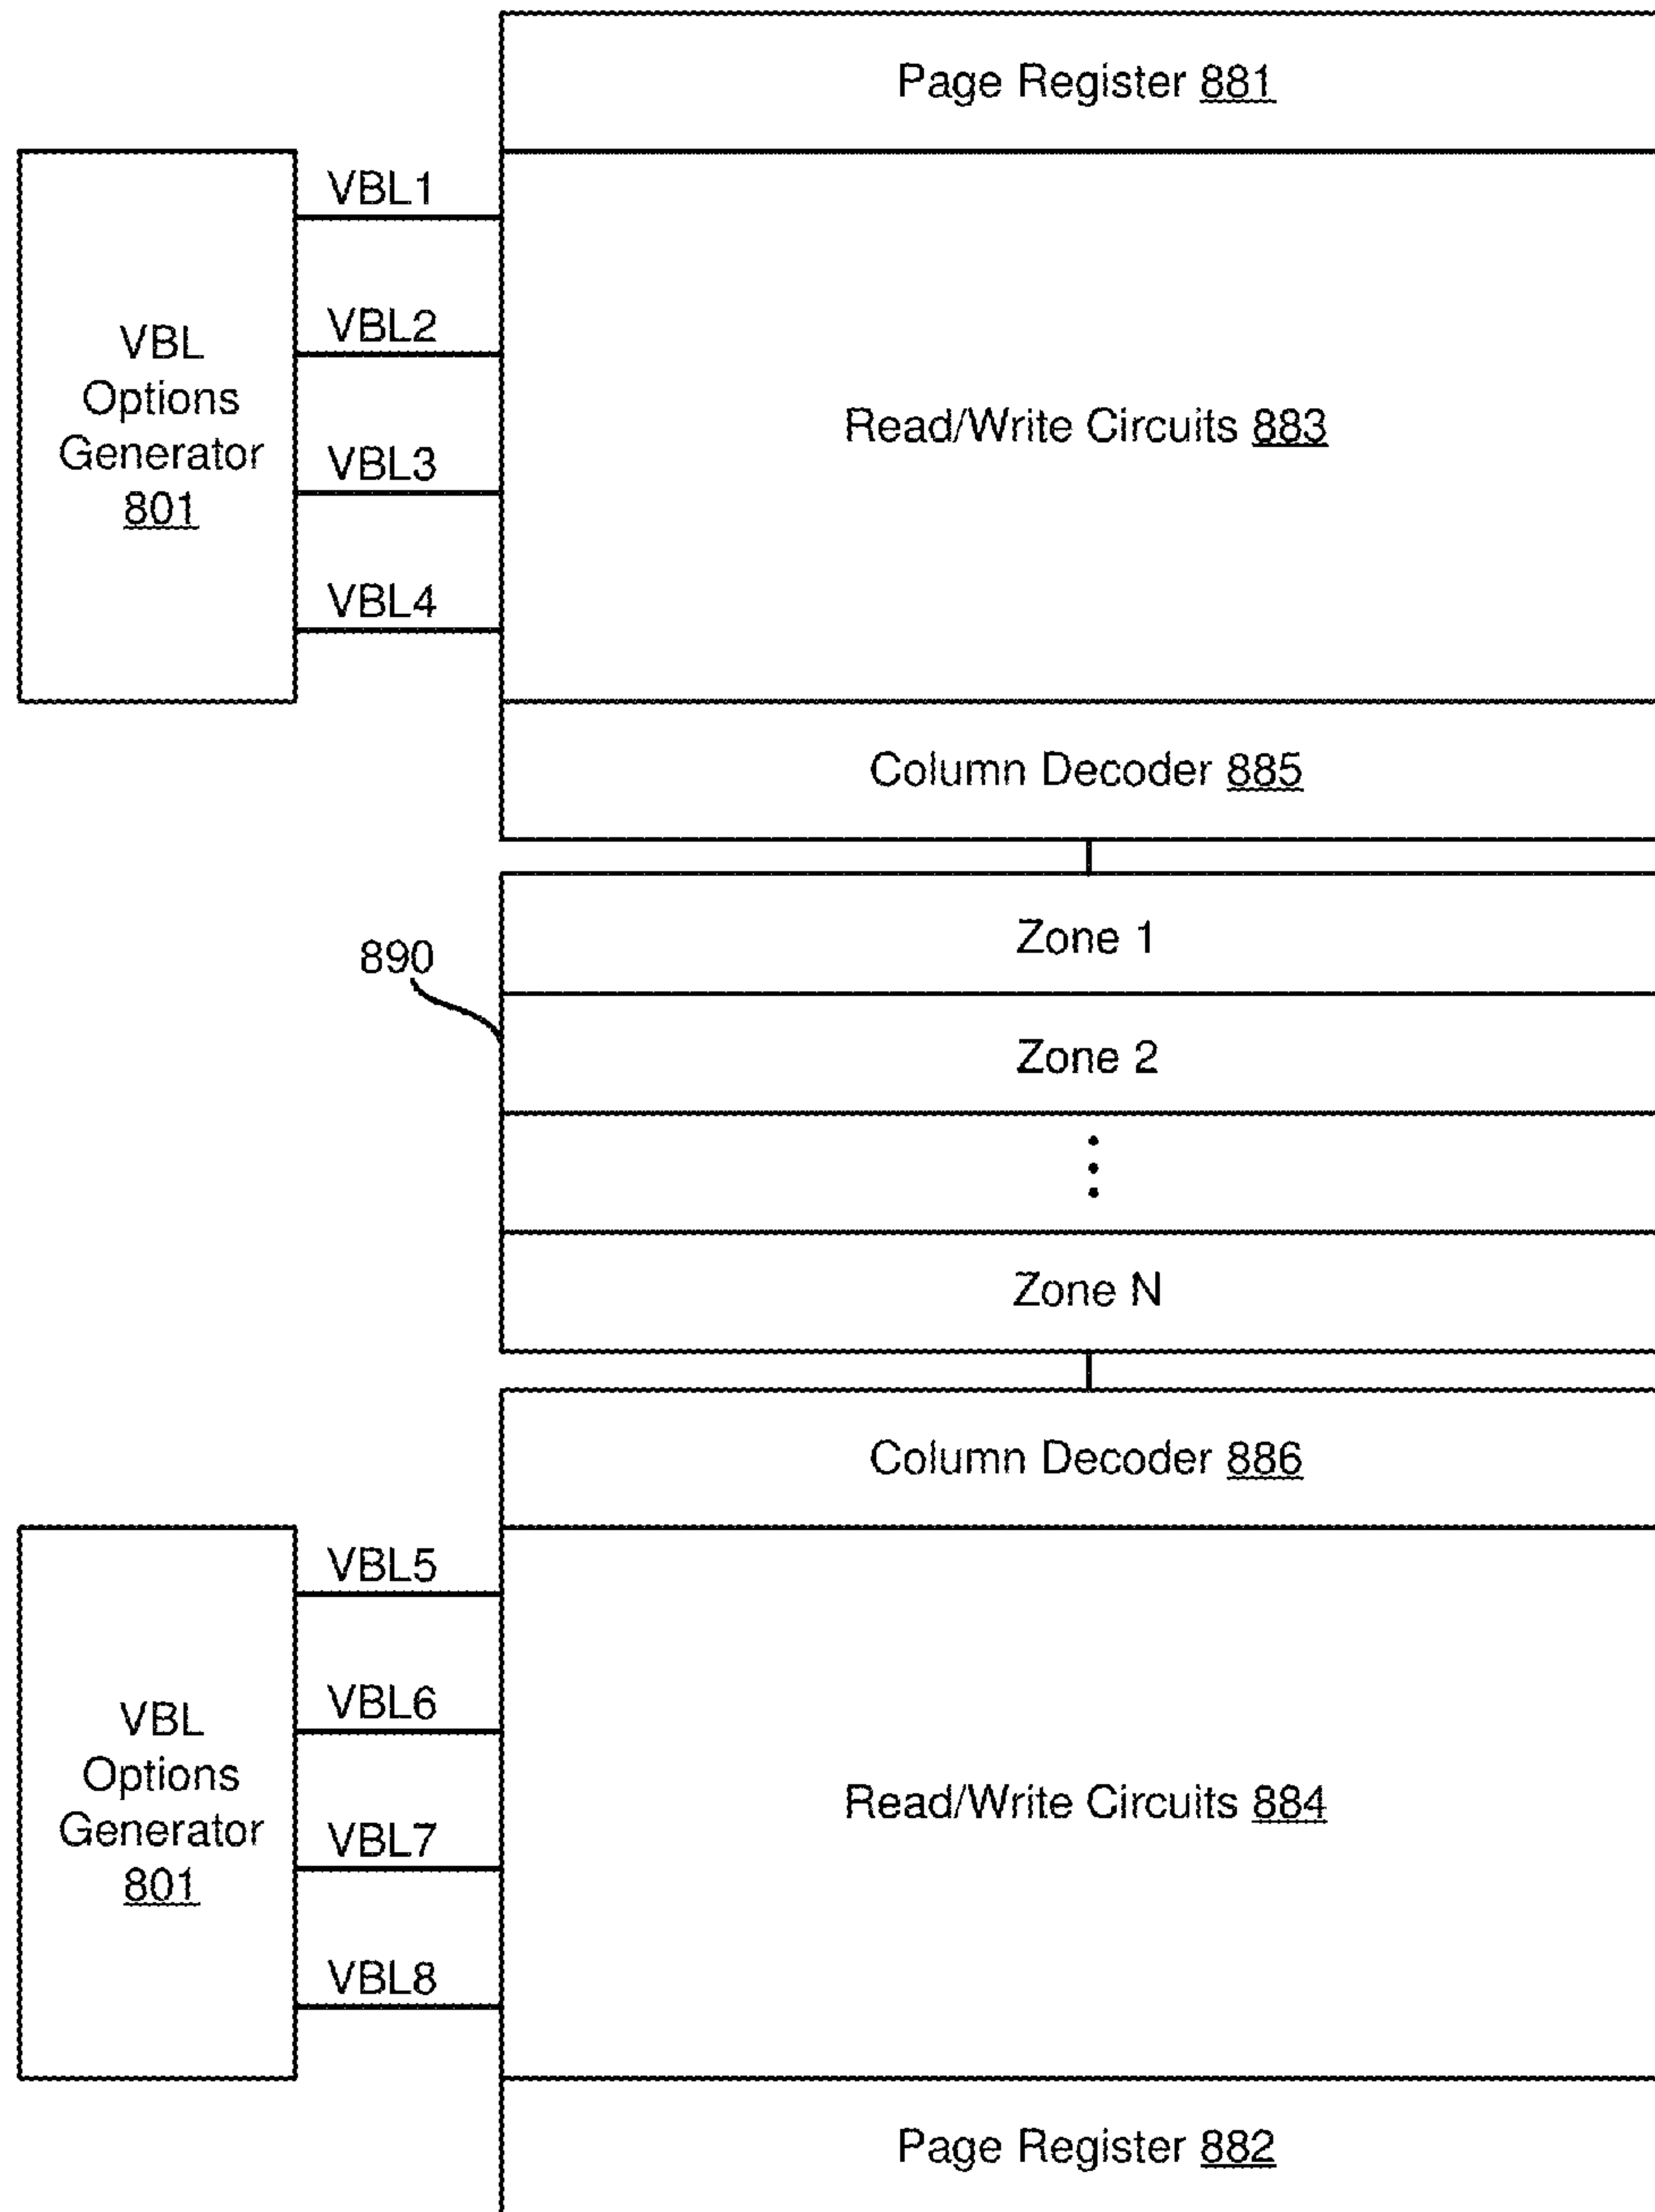 Page Register 881
VBL1
VBL2
VBL
Options
Generator
801
VBL3
VBL4
Read/Write Circuits 883
Column Decoder 885
Zone 1
890
Zone 2
⋮
Zone N
Column Decoder 886
VBL5
VBL6
VBL
Options
Generator
801
VBL7
VBL8
Read/Write Circuits 884
Page Register 882